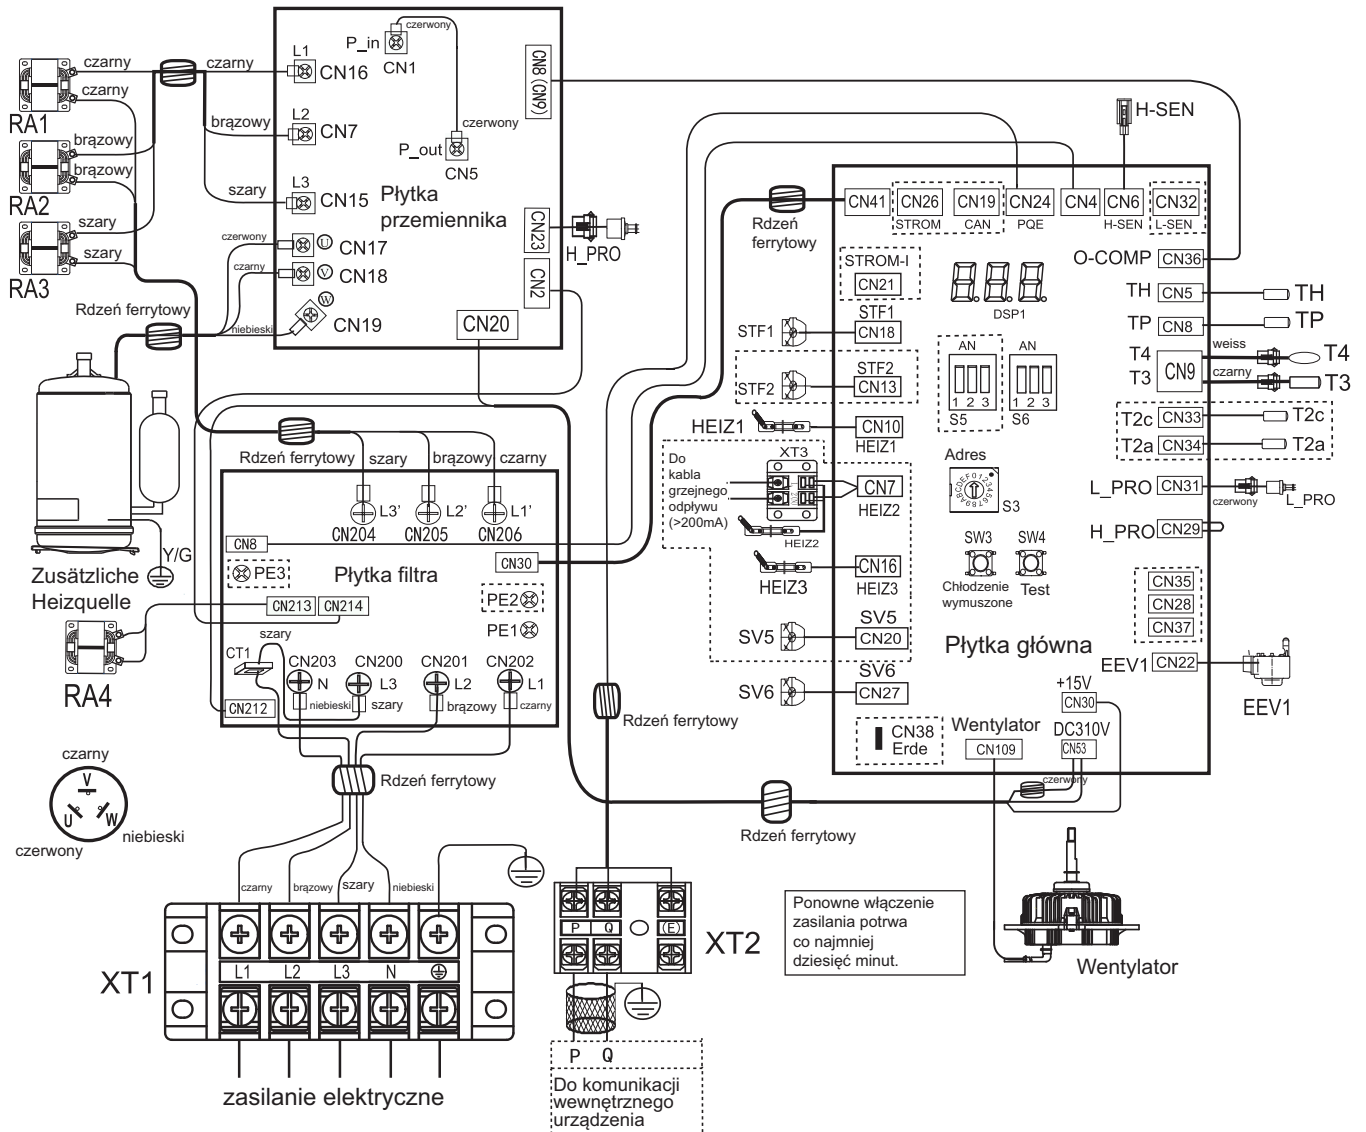 czerwony
P_in
CN1
L1
CN16
czarny
czarny
czarny
RA1
L2
CN7
brązowy
czerwony
P_out
CN5
CN8 (CN9)
brązowy
brązowy
RA2
L3
CN15
szary
Płytka
przemiennika
szary
szary
RA3
czerwony
U
CN17
czarny
V
CN18
W
CN19
niebieski
CN23
H_PRO
CN2
CN20
Rdzeń ferrytowy
H-SEN
Rdzeń
ferrytowy
CN41
CN26
STROM
CN19
CAN
CN24
PQE
CN4
CN6
H-SEN
CN32
L-SEN
O-COMP
CN36
STROM-I
CN21
DSP1
TH
CN5
TH
TP
CN8
TP
STF1
STF1
CN18
STF2
STF2
CN13
AN
1 2 3
S5
AN
1 2 3
S6
T4
T3
CN9
weiss
T4
czarny
T3
T2c
CN33
T2c
T2a
CN34
T2a
HEIZ1
CN10
HEIZ1
Do
kabla
grzejnego
odpływu
(>200mA)
XT3
CN7
HEIZ2
HEIZ2
HEIZ3
CN16
HEIZ3
Adres
S3
L_PRO
CN31
czerwony
L_PRO
H_PRO
CN29
SW3
SW4
Chłodzenie
wymuszone
Test
CN35
CN28
CN37
SV5
SV5
CN20
Płytka główna
SV6
SV6
CN27
EEV1
CN22
EEV1
+15V
CN30
CN38
Erde
Wentylator
CN109
DC310V
CN53
czerwony
Rdzeń ferrytowy
szary
brązowy
czarny
L3'
CN204
L2'
CN205
L1'
CN206
CN8
CN30
PE3
Płytka filtra
PE2
PE1
CN213
CN214
Y/G
Zusätzliche
Heizquelle
RA4
szary
CT1
CN203
N
CN200
L3
CN201
L2
CN202
L1
niebieski
szary
brązowy
czarny
CN212
Rdzeń ferrytowy
Rdzeń ferrytowy
Rdzeń ferrytowy
czarny
V
U
W
czerwony
niebieski
czarny
brązowy
szary
niebieski
XT1
L1
L2
L3
N
zasilanie elektryczne
P
Q
(E)
XT2
P
Q
Do komunikacji
wewnętrznego
urządzenia
Ponowne włączenie
zasilania potrwa
co najmniej
dziesięć minut.
Wentylator